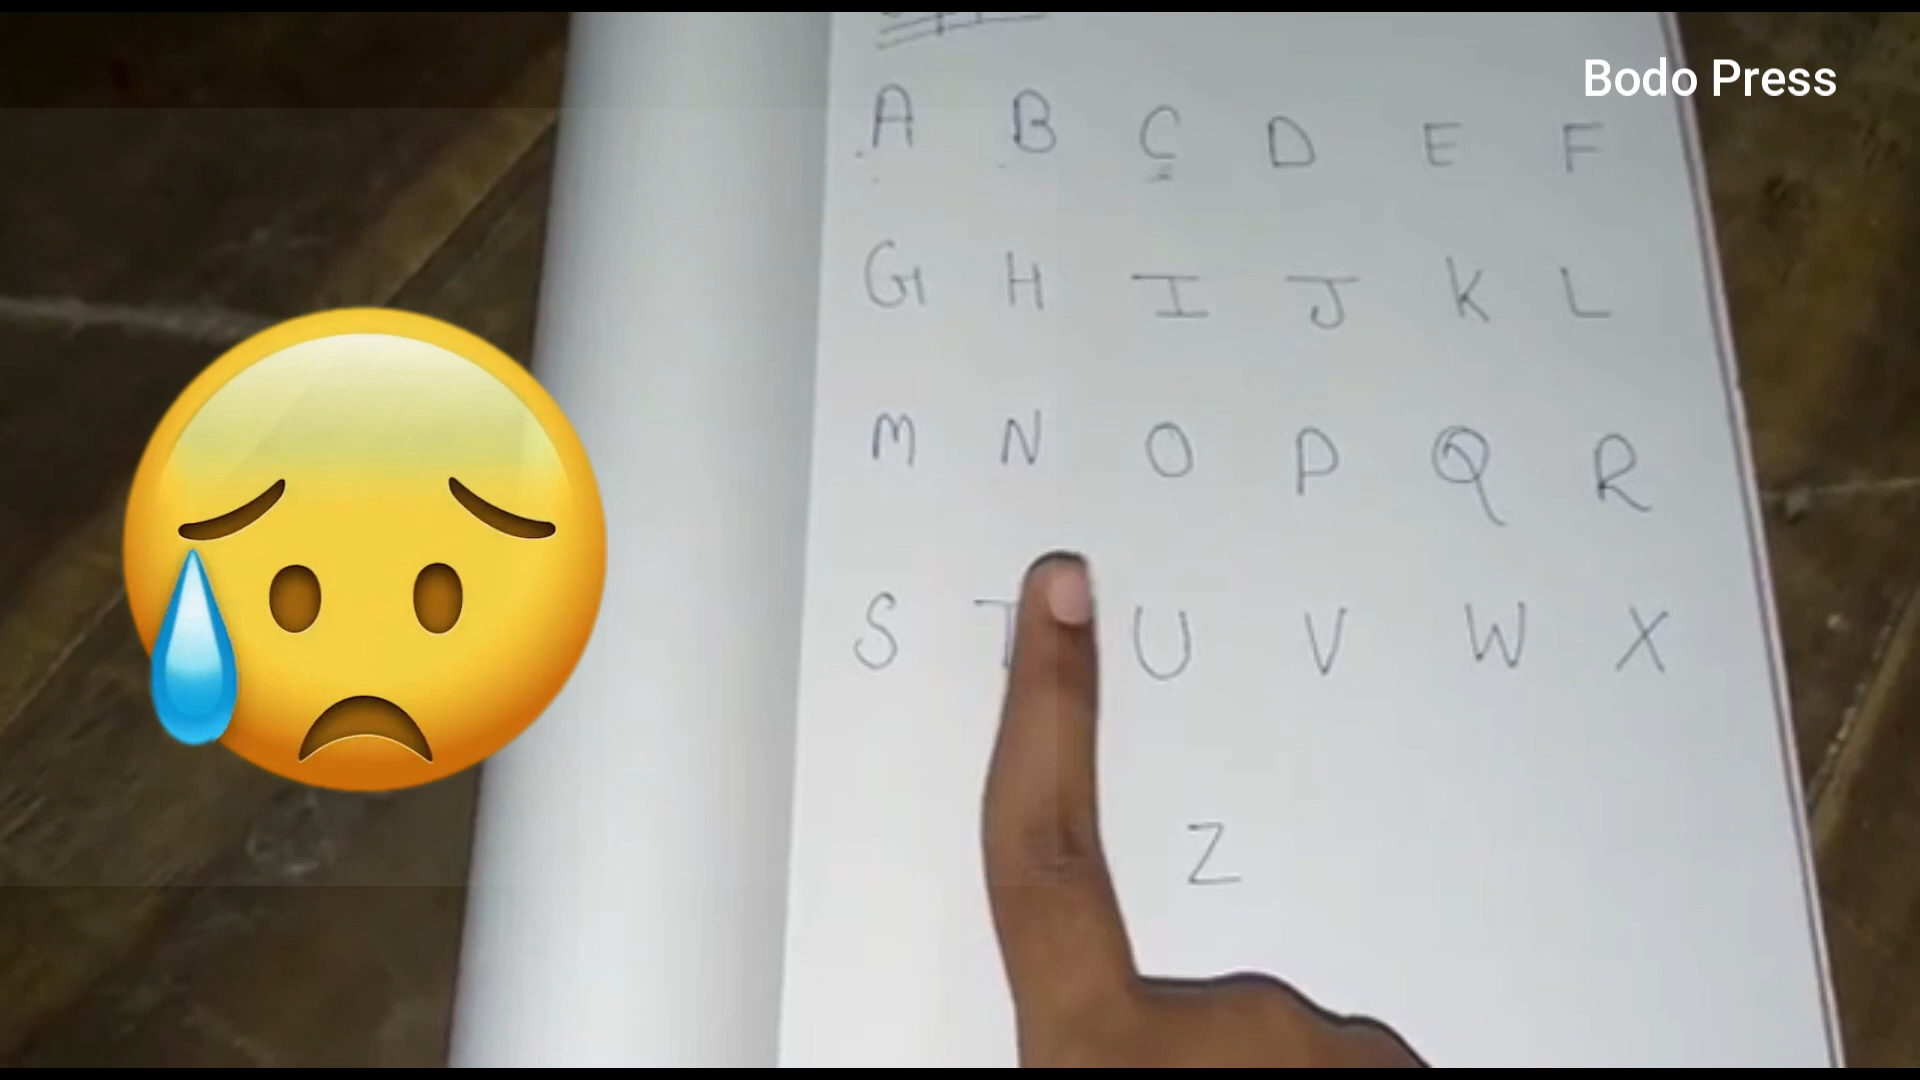 Bodo Press
A B C D E F
G H I J K L
M N O P Q R
S T U V W X
Z